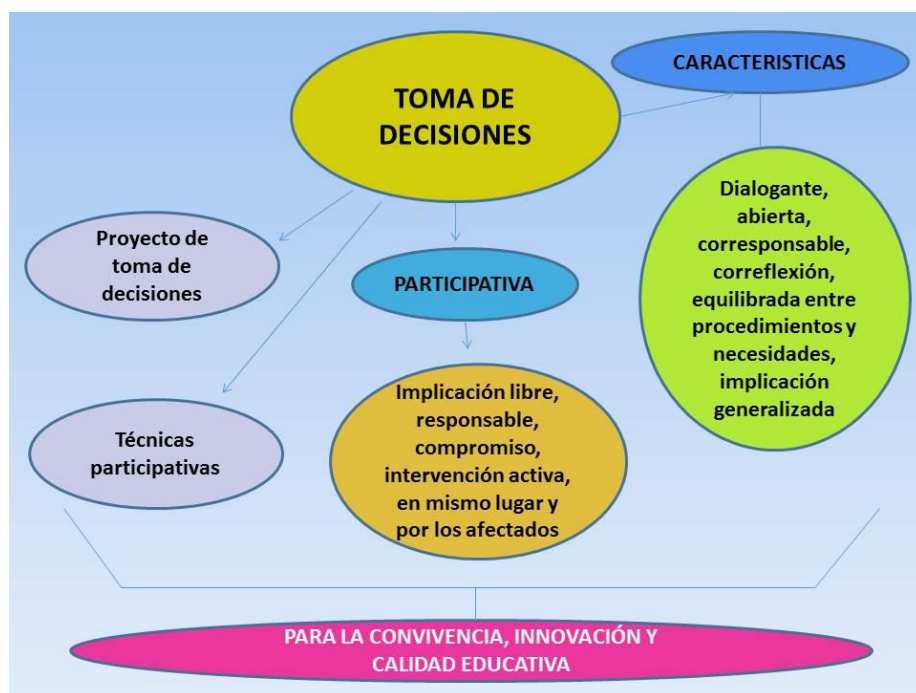 TOMA DE
DECISIONES
CARACTERISTICAS
Dialogante,
abierta,
corresponsable,
correflexión,
equilibrada entre
procedimientos y
necesidades,
implicación
generalizada
Proyecto de
toma de
decisiones
PARTICIPATIVA
Implicación libre,
responsable,
compromiso,
intervención activa,
en mismo lugar y
por los afectados
Técnicas
participativas
PARA LA CONVIVENCIA, INNOVACIÓN Y
CALIDAD EDUCATIVA